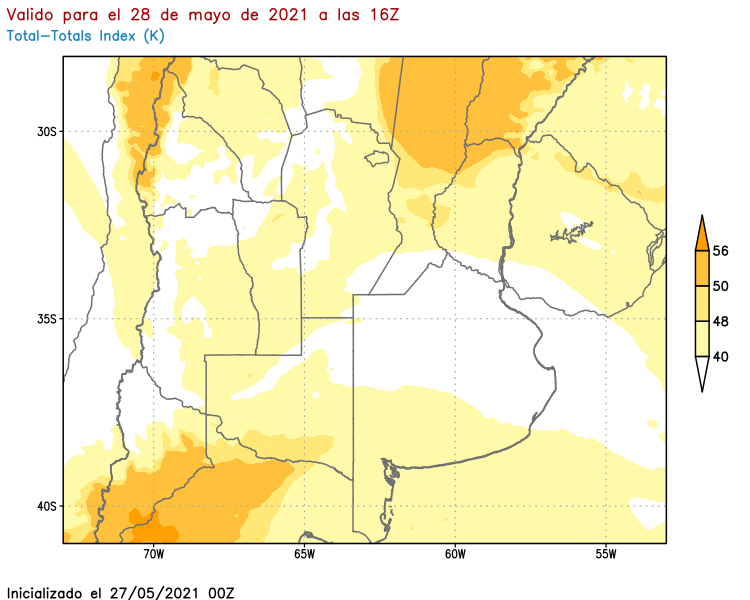 Valido para el 28 de mayo de 2021 a las 16Z
Total-Totals Index (K)
30S
35S
40S
70W
65W
60W
55W
56
50
48
40
Inicializado el 27/05/2021 00Z